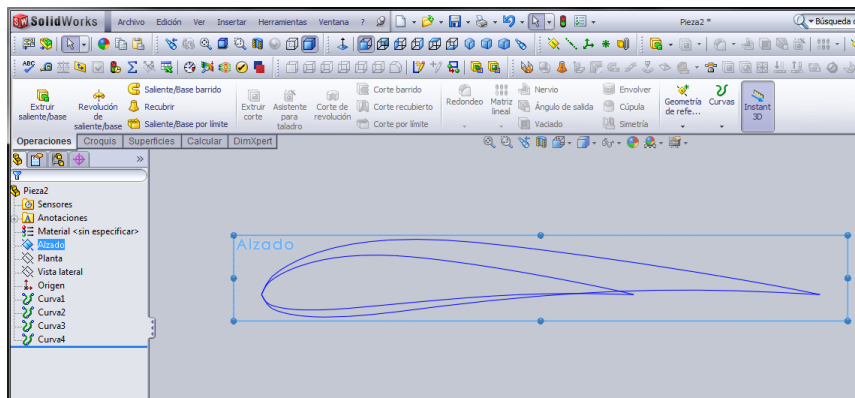 SolidWorks Archivo Edición Ver Insertar Herramientas Ventana ? Pieza2 * Búsqueda d
Extruir saliente/base
Revolución de saliente/base
Saliente/Base barrido
Recubrir
Saliente/Base por límite
Extruir corte
Asistente para taladro
Corte de revolución
Corte barrido
Corte recubierto
Corte por límite
Redondeo
Matriz lineal
Nervio
Ángulo de salida
Vaciado
Envolver
Cúpula
Simetría
Geometría de refe...
Curvas
Instant 3D
Operaciones Croquis Superficies Calcular DimXpert
Pieza2
Sensores
Anotaciones
Material <sin especificar>
Alzado
Planta
Vista lateral
Origen
Curva1
Curva2
Curva3
Curva4
Alzado